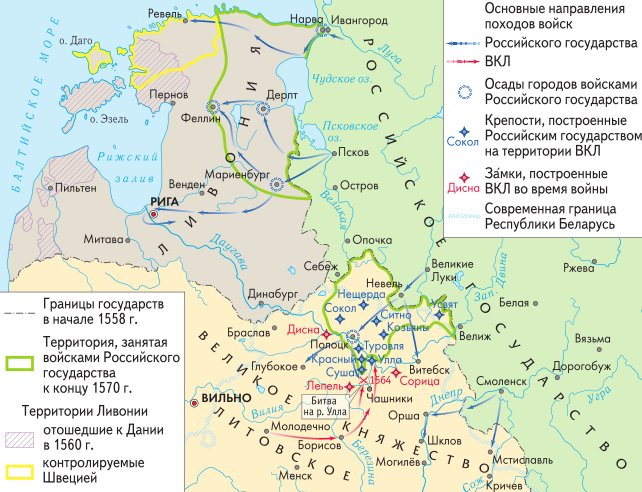 Основные направления
походов войск
Российского государства
ВКЛ
Осады городов войсками
Российского государства
Сокол
Крепости, построенные
Российским государством
на территории ВКЛ
Дисна
За́мки, построенные
ВКЛ во время войны
Современная граница
Республики Беларусь
Границы государств
в начале 1558 г.
Территория, занятая
войсками Российского
государства
к концу 1570 г.
Территории Ливонии
отошедшие к Дании
в 1560 г.
контролируемые
Швецией
БАЛТИЙСКОЕ МОРЕ
Ревель
Нарва
Ивангород
о. Даго
Луга
Чудское оз.
Пернов
Дерпт
Феллин
о. Эзель
Псковское
оз.
Рижский
залив
Псков
Мариенбург
Пильтен
Венден
Остров
РИГА
Великая
ЛИВОНИЯ
РОССИЙСКОЕ
ГОСУДАРСТВО
Митава
Даугава
Опочка
Себеж
Великие
Луки
Зап. Двина
Ржева
Невель
Динабург
Нещерда
Сокол
Ситно
Усвят
Белая
Козьяны
Дисна
Браслав
Полоцк
Туровля
Велиж
Вязьма
Глубокое
Красный
Улла
Витебск
Дорогобуж
Суша
Лепель
1564
Сорица
Смоленск
Угра
ВЕЛИКОЕ
КНЯЖЕСТВО
ЛИТОВСКОЕ
ВИЛЬНО
Вилия
Битва
на р. Улла
Чашники
Днепр
Орша
Молодечно
Борисов
Шклов
Березина
Могилёв
Мстиславль
Менск
Сож
Кричев